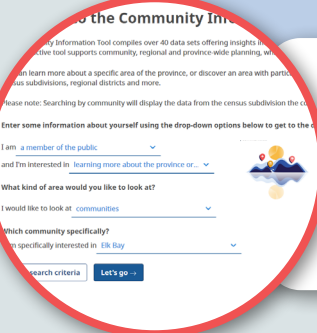 to the Community Info
Community Information Tool compiles over 40 data sets offering insights in
active tool supports community, regional and province-wide planning, wh
can learn more about a specific area of the province, or discover an area with partic
subdivisions, regional districts and more.
Please note: Searching by community will display the data from the census subdivision the co
Enter some information about yourself using the drop-down options below to get to the d
I am a member of the public
and I'm interested in learning more about the province or...
What kind of area would you like to look at?
I would like to look at communities
Which community specifically?
I'm specifically interested in Elk Bay
search criteria Let's go →